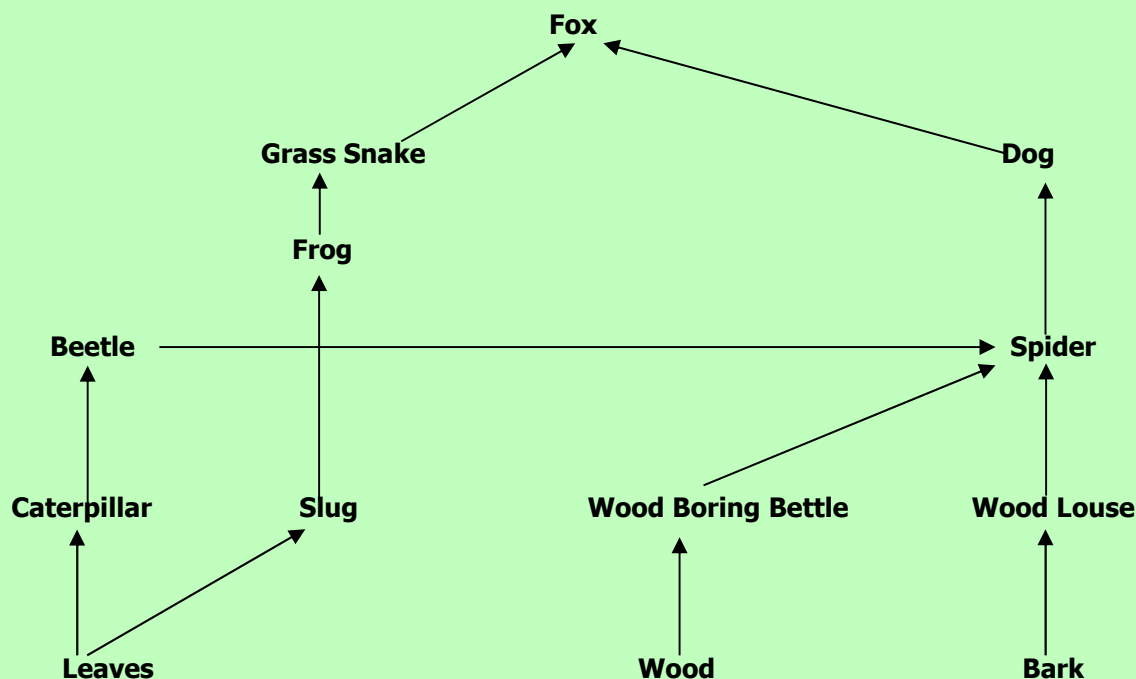 Fox
Grass Snake
Dog
Frog
Beetle
Spider
Caterpillar
Slug
Wood Boring Bettle
Wood Louse
Leaves
Wood
Bark